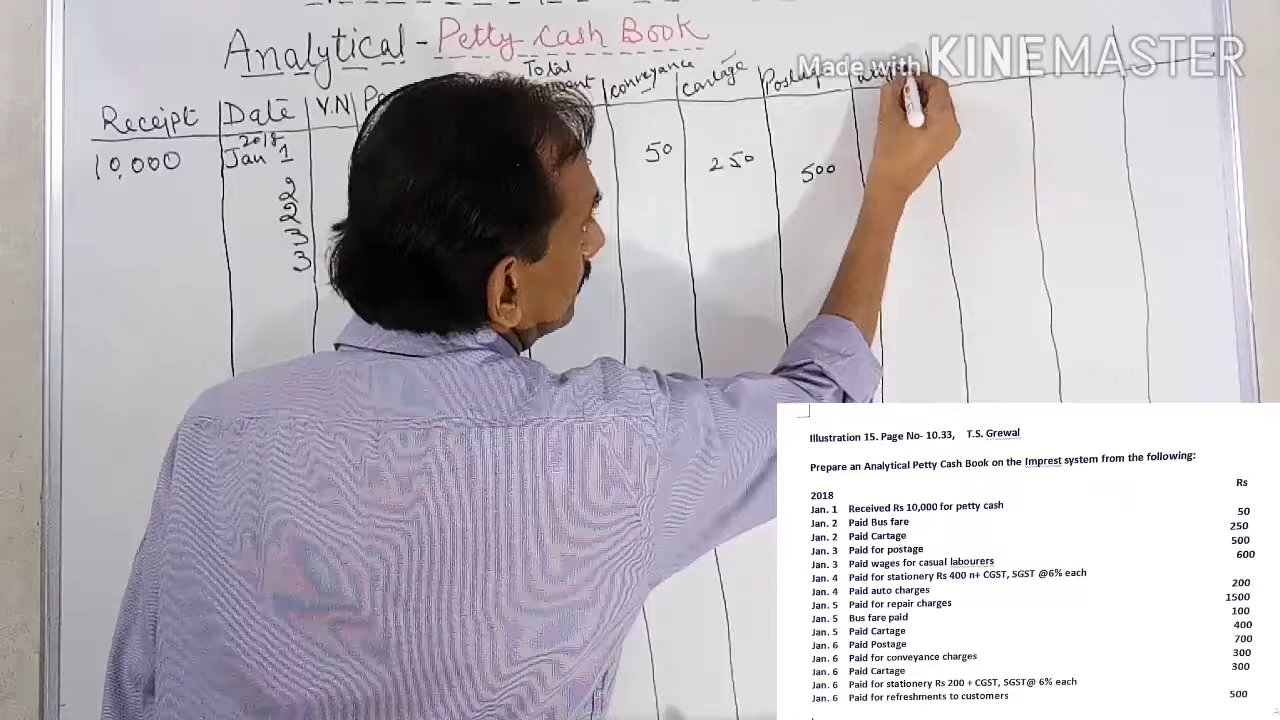 Analytical - Petty Cash Book
Made with KINEMASTER
Receipt Date V.N Total conveyance cartage
10,000 2018 Jan 1 50 250 500
2
2
3
3
Illustration 15. Page No- 10.33, T.S. Grewal
Prepare an Analytical Petty Cash Book on the Imprest system from the following:
Rs
2018
Jan. 1 Received Rs 10,000 for petty cash
Jan. 2 Paid Bus fare 50
Jan. 2 Paid Cartage 250
Jan. 3 Paid for postage 500
Jan. 3 Paid wages for casual labourers 600
Jan. 4 Paid for stationery Rs 400 n+ CGST, SGST @6% each
Jan. 4 Paid auto charges 200
Jan. 5 Paid for repair charges 1500
Jan. 5 Bus fare paid 100
Jan. 5 Paid Cartage 400
Jan. 6 Paid Postage 700
Jan. 6 Paid for conveyance charges 300
Jan. 6 Paid Cartage 300
Jan. 6 Paid for stationery Rs 200 + CGST, SGST@ 6% each
Jan. 6 Paid for refreshments to customers 500